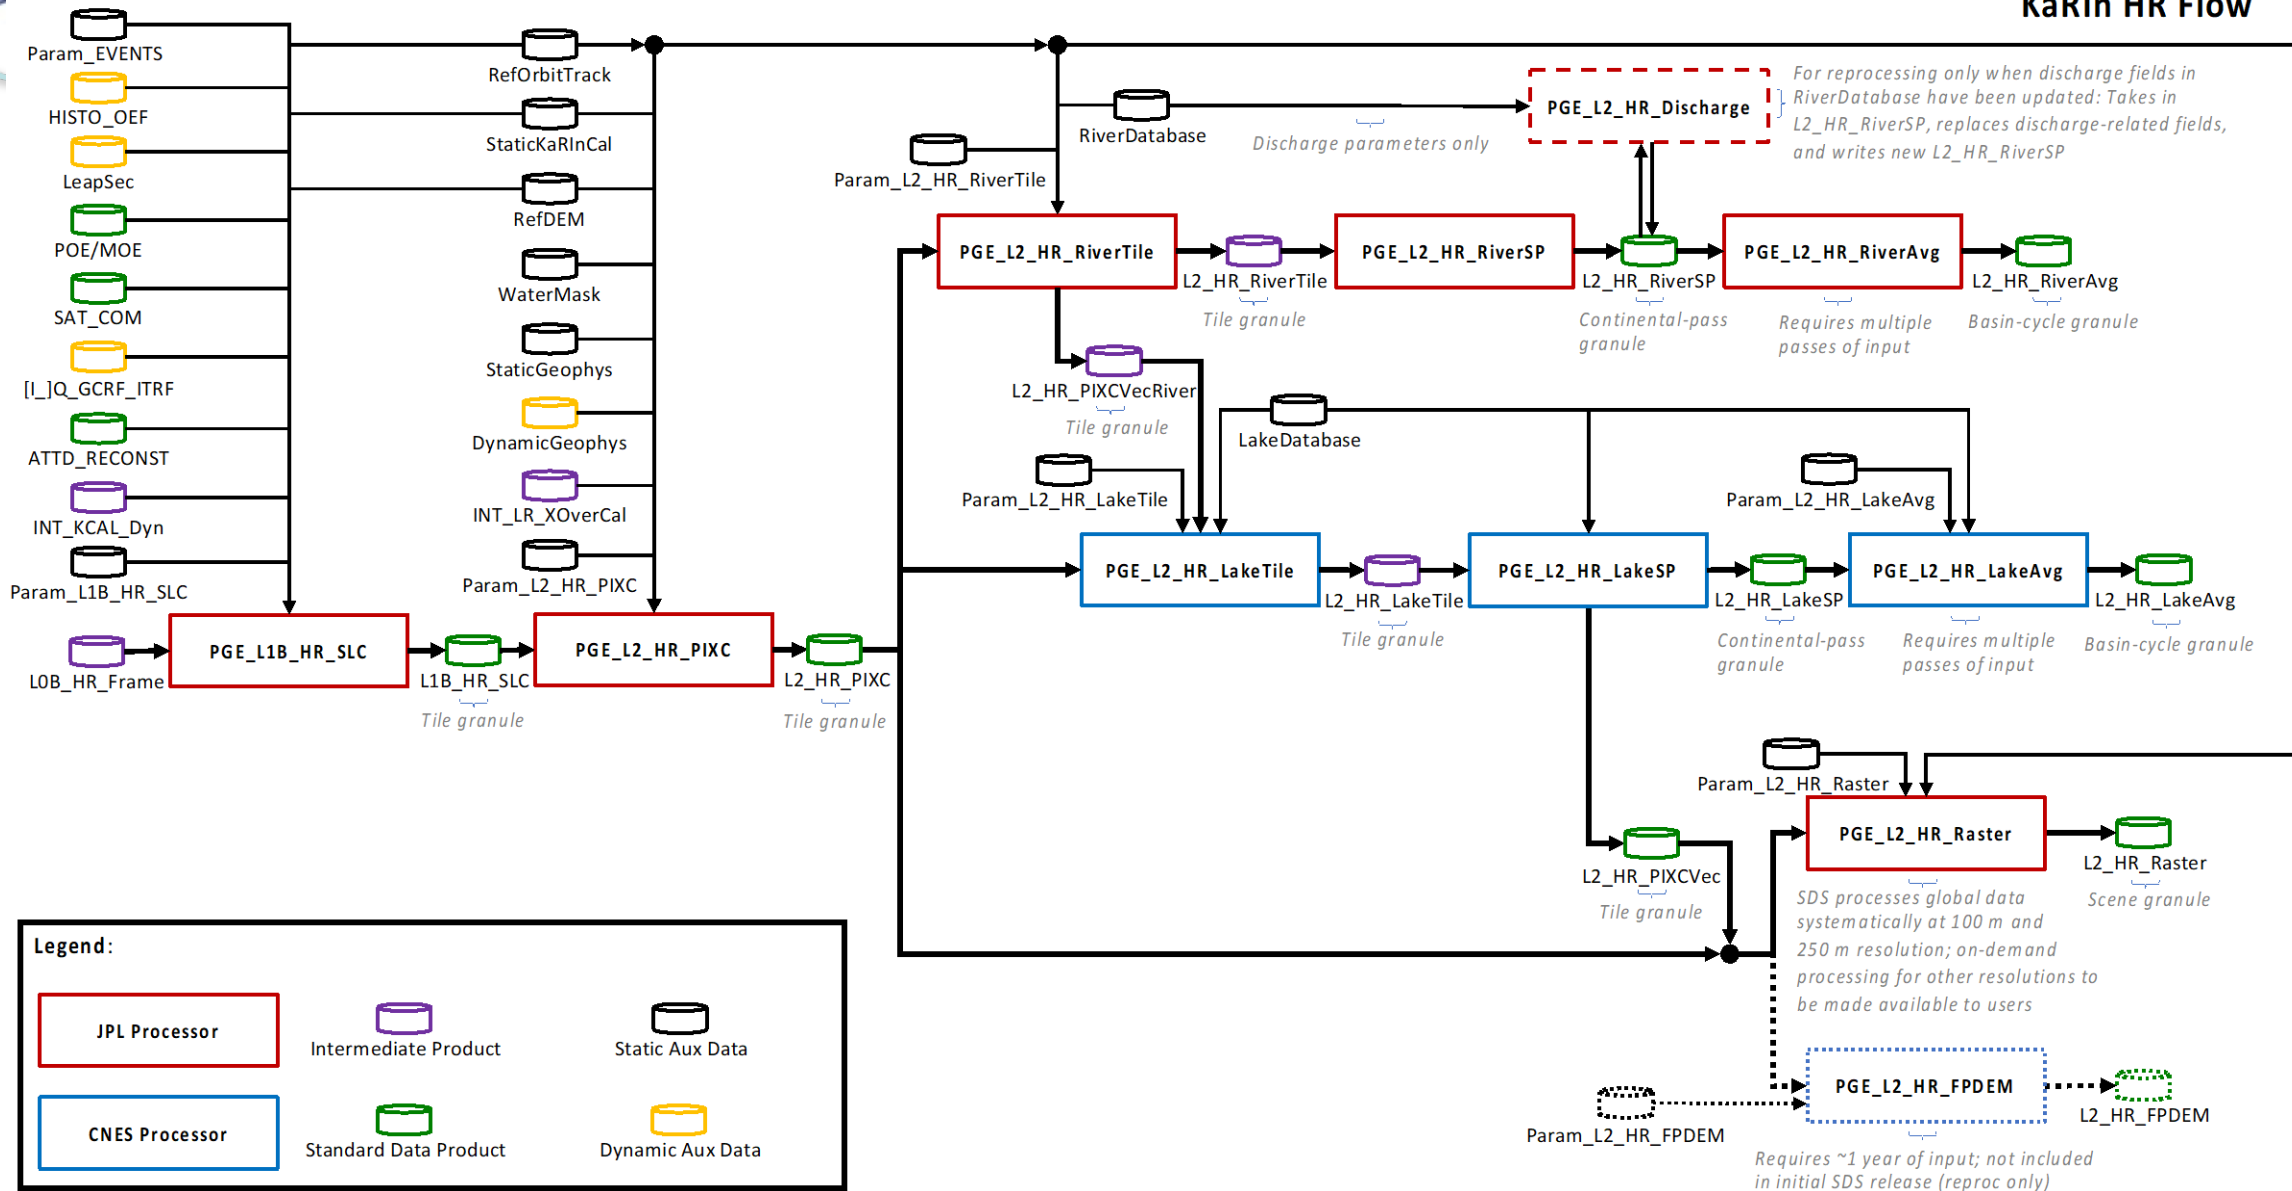 KaRIn HR Flow
Param_EVENTS
HISTO_OEF
LeapSec
POE/MOE
SAT_COM
[I_]Q_GCRF_ITRF
ATTD_RECONST
INT_KCAL_Dyn
Param_L1B_HR_SLC
L0B_HR_Frame
PGE_L1B_HR_SLC
L1B_HR_SLC
Tile granule
RefOrbitTrack
StaticKaRInCal
RefDEM
WaterMask
StaticGeophys
DynamicGeophys
INT_LR_XOverCal
Param_L2_HR_PIXC
PGE_L2_HR_PIXC
L2_HR_PIXC
Tile granule
RiverDatabase
Discharge parameters only
PGE_L2_HR_Discharge
For reprocessing only when discharge fields in
RiverDatabase have been updated: Takes in
L2_HR_RiverSP, replaces discharge-related fields,
and writes new L2_HR_RiverSP
Param_L2_HR_RiverTile
PGE_L2_HR_RiverTile
L2_HR_RiverTile
Tile granule
PGE_L2_HR_RiverSP
L2_HR_RiverSP
Continental-pass
granule
PGE_L2_HR_RiverAvg
Requires multiple
passes of input
L2_HR_RiverAvg
Basin-cycle granule
L2_HR_PIXCVecRiver
Tile granule
LakeDatabase
Param_L2_HR_LakeTile
Param_L2_HR_LakeAvg
PGE_L2_HR_LakeTile
L2_HR_LakeTile
Tile granule
PGE_L2_HR_LakeSP
L2_HR_LakeSP
Continental-pass
granule
PGE_L2_HR_LakeAvg
Requires multiple
passes of input
L2_HR_LakeAvg
Basin-cycle granule
Param_L2_HR_Raster
PGE_L2_HR_Raster
L2_HR_Raster
Scene granule
L2_HR_PIXCVec
Tile granule
SDS processes global data
systematically at 100 m and
250 m resolution; on-demand
processing for other resolutions to
be made available to users
PGE_L2_HR_FPDEM
L2_HR_FPDEM
Param_L2_HR_FPDEM
Requires ~1 year of input; not included
in initial SDS release (reproc only)
Legend:
JPL Processor
Intermediate Product
Static Aux Data
CNES Processor
Standard Data Product
Dynamic Aux Data